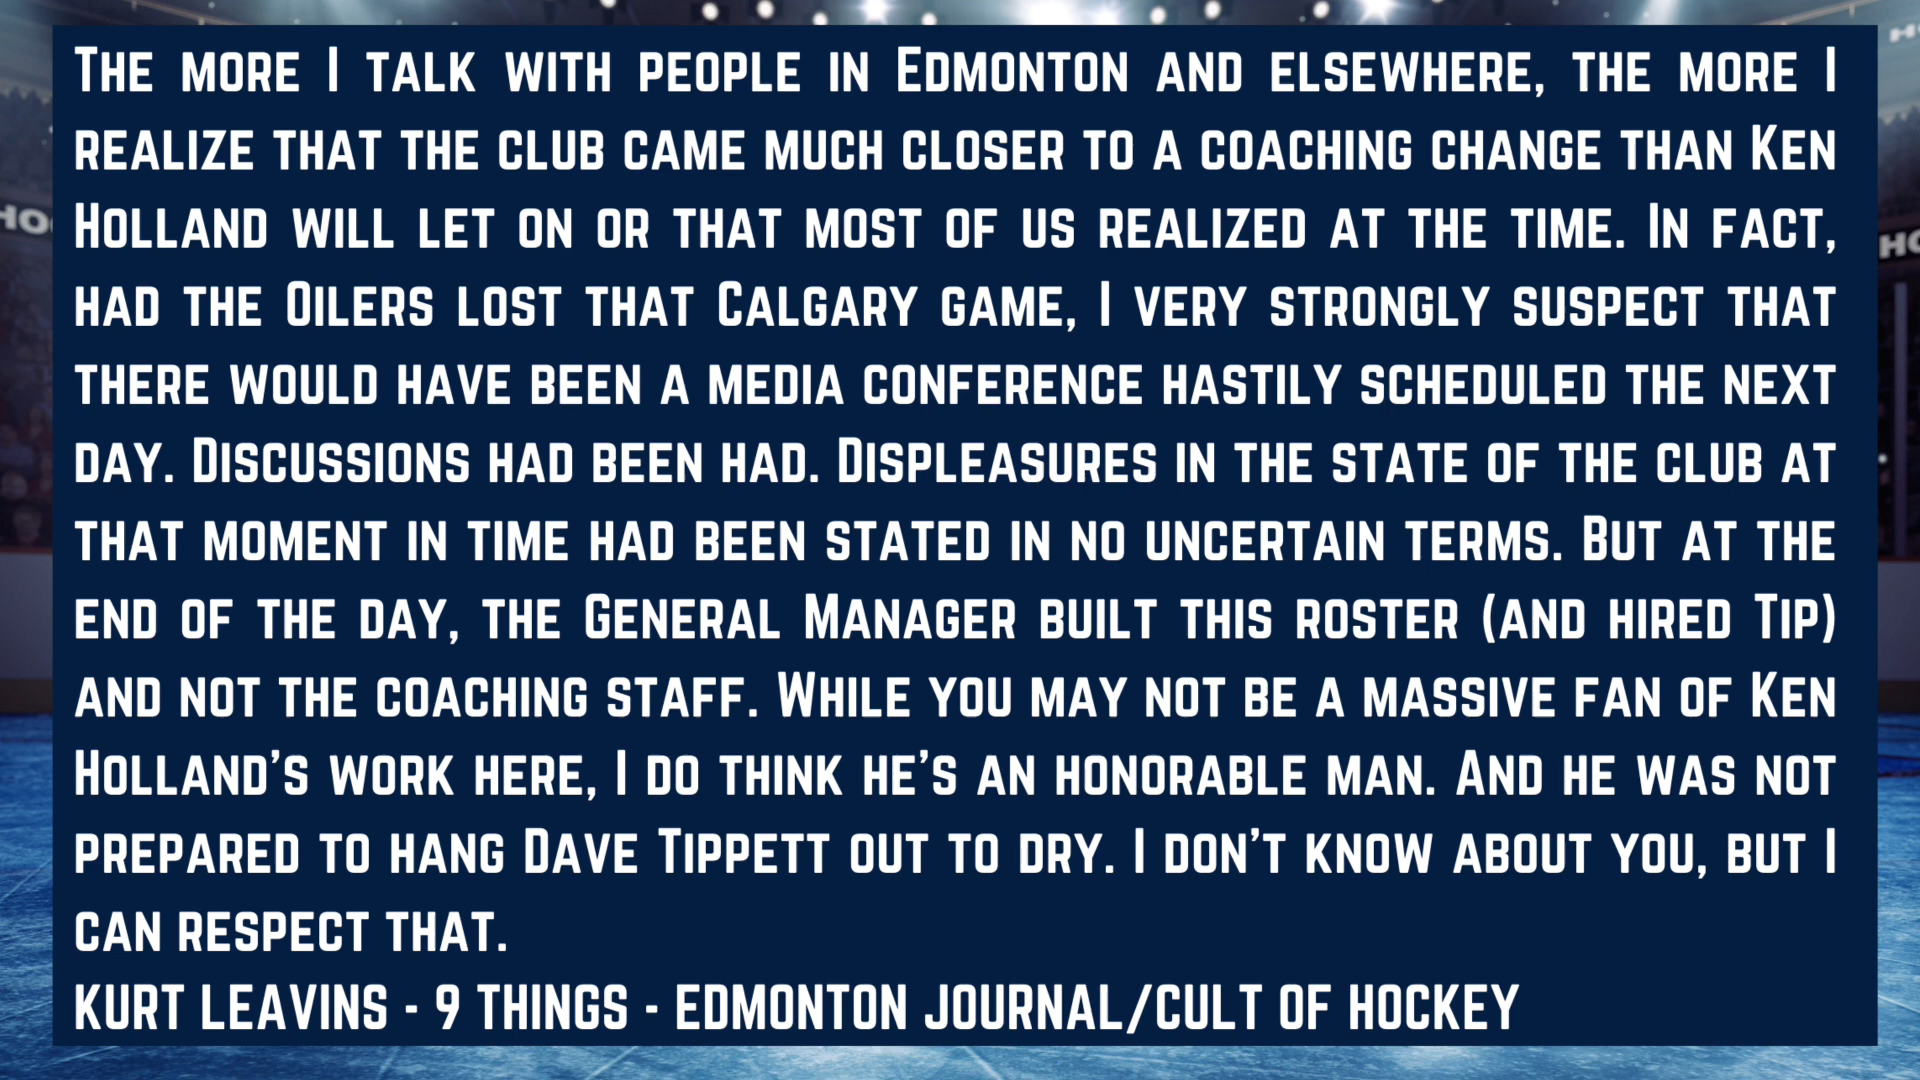 The more I talk with people in Edmonton and elsewhere, the more I
realize that the club came much closer to a coaching change than Ken
Holland will let on or that most of us realized at the time. In fact,
had the Oilers lost that Calgary game, I very strongly suspect that
there would have been a media conference hastily scheduled the next
day. Discussions had been had. Displeasures in the state of the club at
that moment in time had been stated in no uncertain terms. But at the
end of the day, the General Manager built this roster (and hired Tip)
and not the coaching staff. While you may not be a massive fan of Ken
Holland's work here, I do think he's an honorable man. And he was not
prepared to hang Dave Tippett out to dry. I don't know about you, but I
can respect that.
KURT LEAVINS - 9 THINGS - EDMONTON JOURNAL/CULT OF HOCKEY